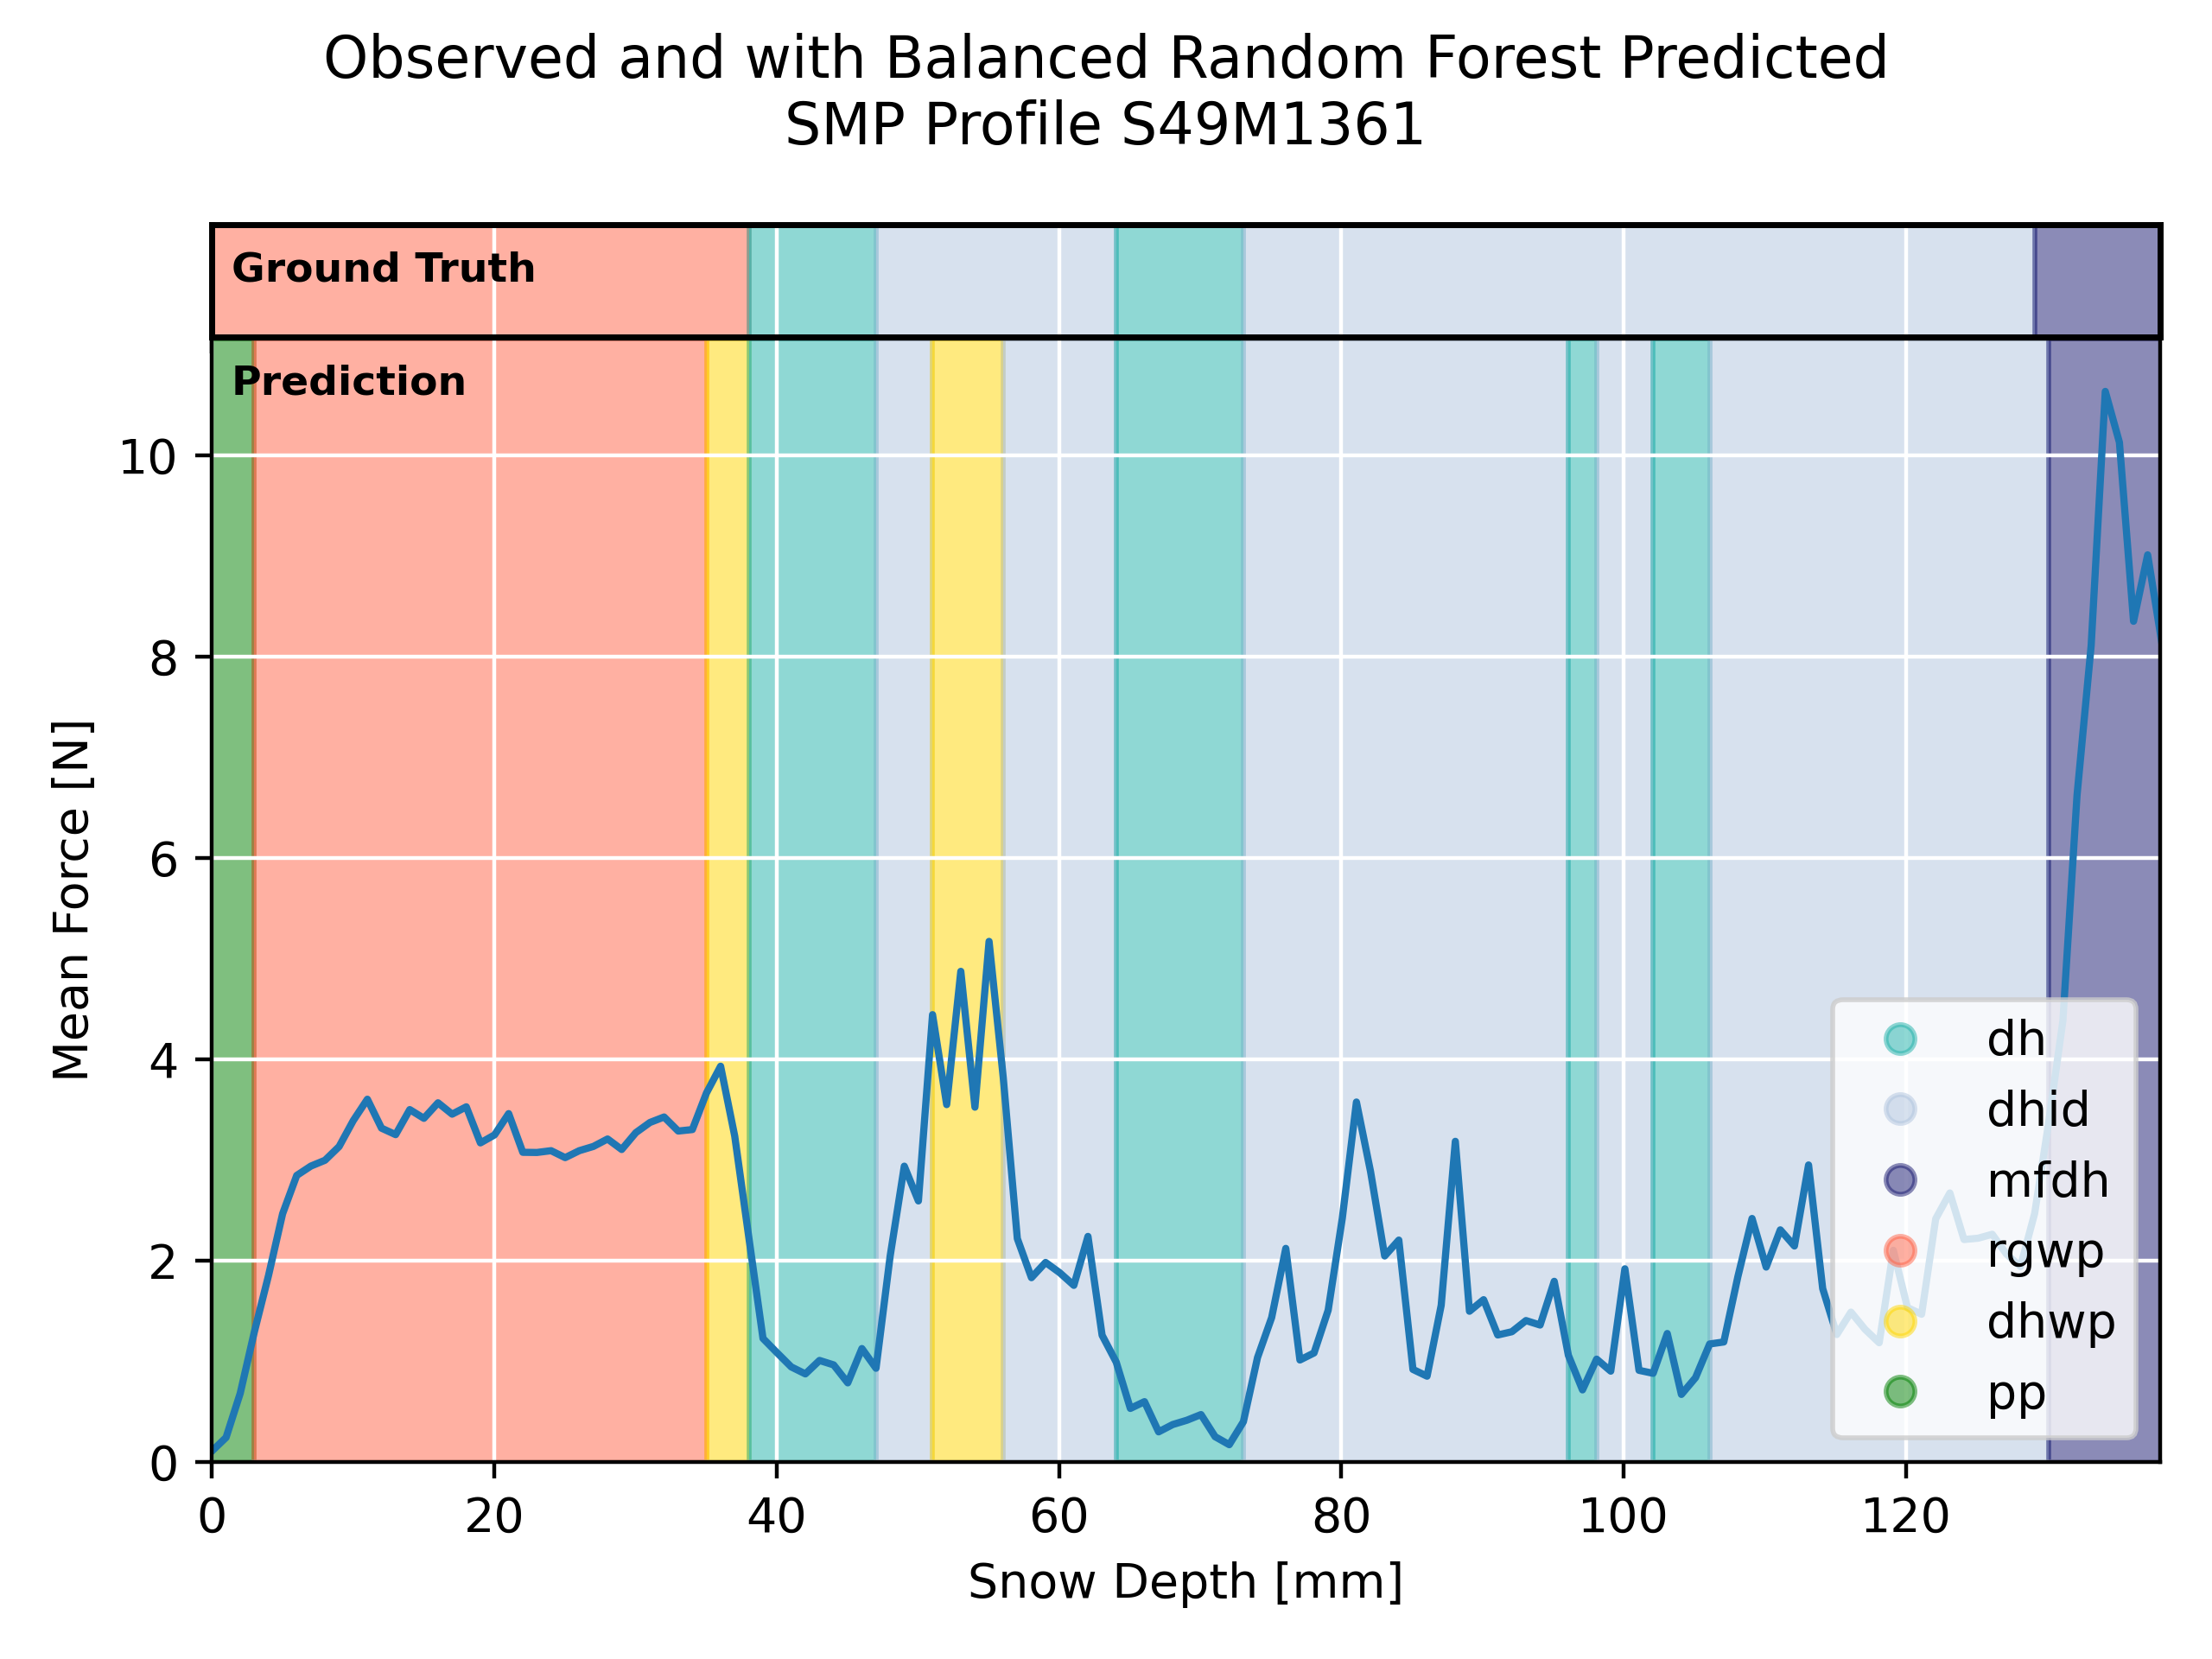 Observed and with Balanced Random Forest Predicted
SMP Profile S49M1361
Ground Truth
Prediction
10
8
6
4
2
0
Mean Force [N]
dh
dhid
mfdh
rgwp
dhwp
pp
0 20 40 60 80 100 120
Snow Depth [mm]